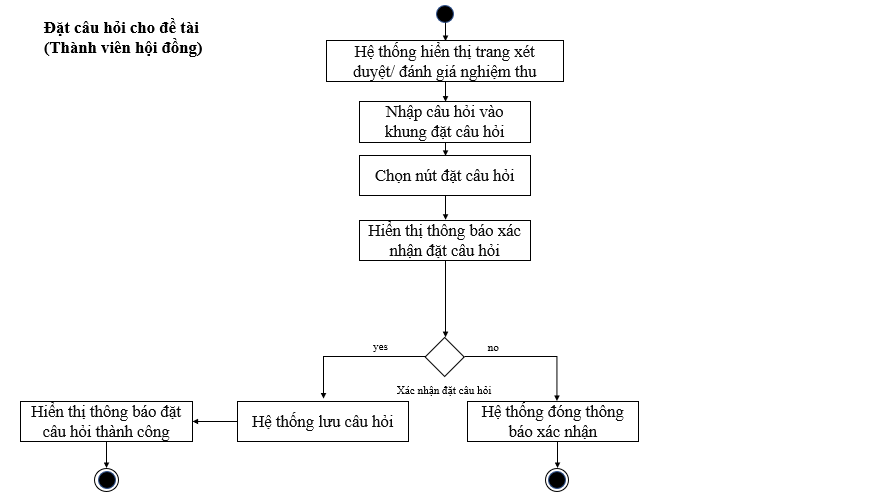 Đặt câu hỏi cho đề tài
(Thành viên hội đồng)
Hệ thống hiển thị trang xét
duyệt/ đánh giá nghiệm thu
Nhập câu hỏi vào
khung đặt câu hỏi
Chọn nút đặt câu hỏi
Hiển thị thông báo xác
nhận đặt câu hỏi
yes
no
Xác nhận đặt câu hỏi
Hiển thị thông báo đặt
câu hỏi thành công
Hệ thống lưu câu hỏi
Hệ thống đóng thông
báo xác nhận